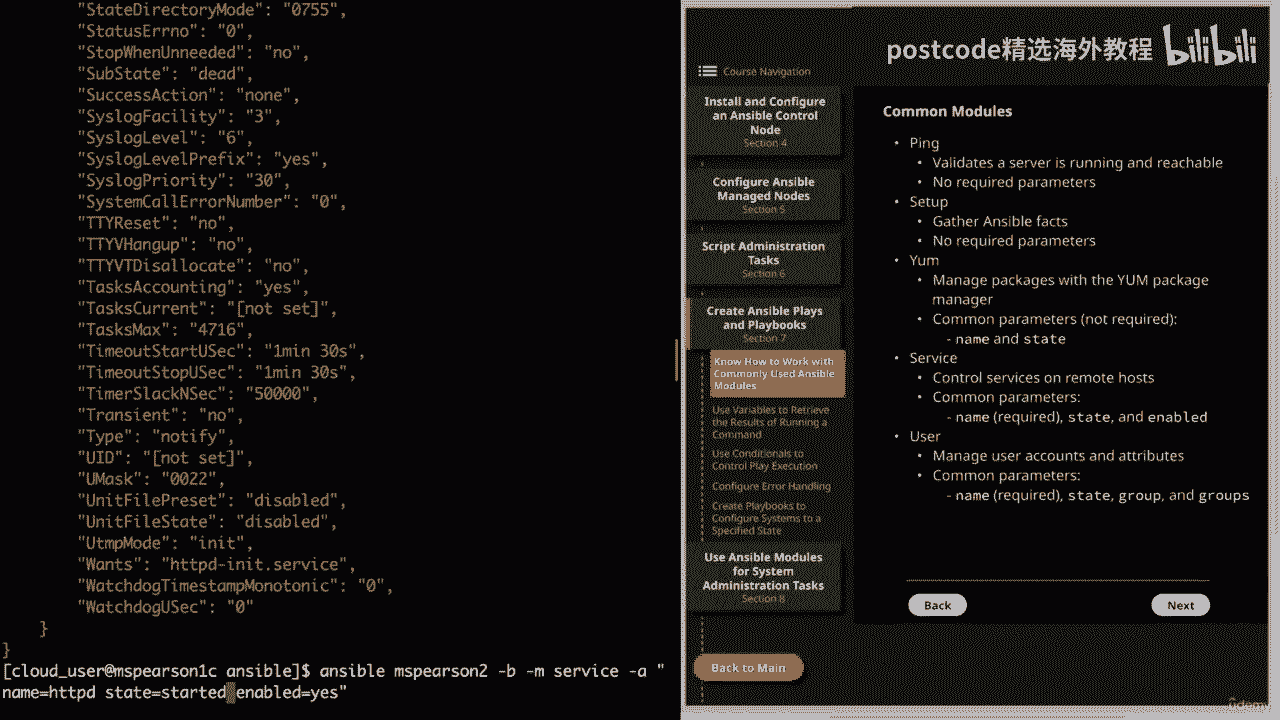 "StateDirectoryMode": "0755",
"StatusErrno": "0",
"StopWhenUnneeded": "no",
"SubState": "dead",
"SuccessAction": "none",
"SyslogFacility": "3",
"SyslogLevel": "6",
"SyslogLevelPrefix": "yes",
"SyslogPriority": "30",
"SystemCallErrorNumber": "0",
"TTYReset": "no",
"TTYVHangup": "no",
"TTYVTDisallocate": "no",
"TasksAccounting": "yes",
"TasksCurrent": "[not set]",
"TasksMax": "4716",
"TimeoutStartUSec": "1min 30s",
"TimeoutStopUSec": "1min 30s",
"TimerSlackNSec": "50000",
"Transient": "no",
"Type": "notify",
"UID": "[not set]",
"UMask": "0022",
"UnitFilePreset": "disabled",
"UnitFileState": "disabled",
"UtmpMode": "init",
"Wants": "httpd-init.service",
"WatchdogTimestampMonotonic": "0",
"WatchdogUSec": "0"
}
}
[cloud_user@mspearson1c ansible]$ ansible mspearson2 -b -m service -a "
name=httpd state=started enabled=yes"
postcode精选海外教程 bilibili
Course Navigation
Install and Configure
an Ansible Control
Node
Section 4
Configure Ansible
Managed Nodes
Section 5
Script Administration
Tasks
Section 6
Create Ansible Plays
and Playbooks
Section 7
Know How to Work with
Commonly Used Ansible
Modules
Use Variables to Retrieve
the Results of Running a
Command
Use Conditionals to
Control Play Execution
Configure Error Handling
Create Playbooks to
Configure Systems to a
Specified State
Use Ansible Modules
for System
Administration Tasks
Section 8
Back to Main
Common Modules
• Ping
• Validates a server is running and reachable
• No required parameters
• Setup
• Gather Ansible facts
• No required parameters
• Yum
• Manage packages with the YUM package
manager
• Common parameters (not required):
- name and state
• Service
• Control services on remote hosts
• Common parameters:
- name (required), state, and enabled
• User
• Manage user accounts and attributes
• Common parameters:
- name (required), state, group, and groups
Back
Next
ûdemy